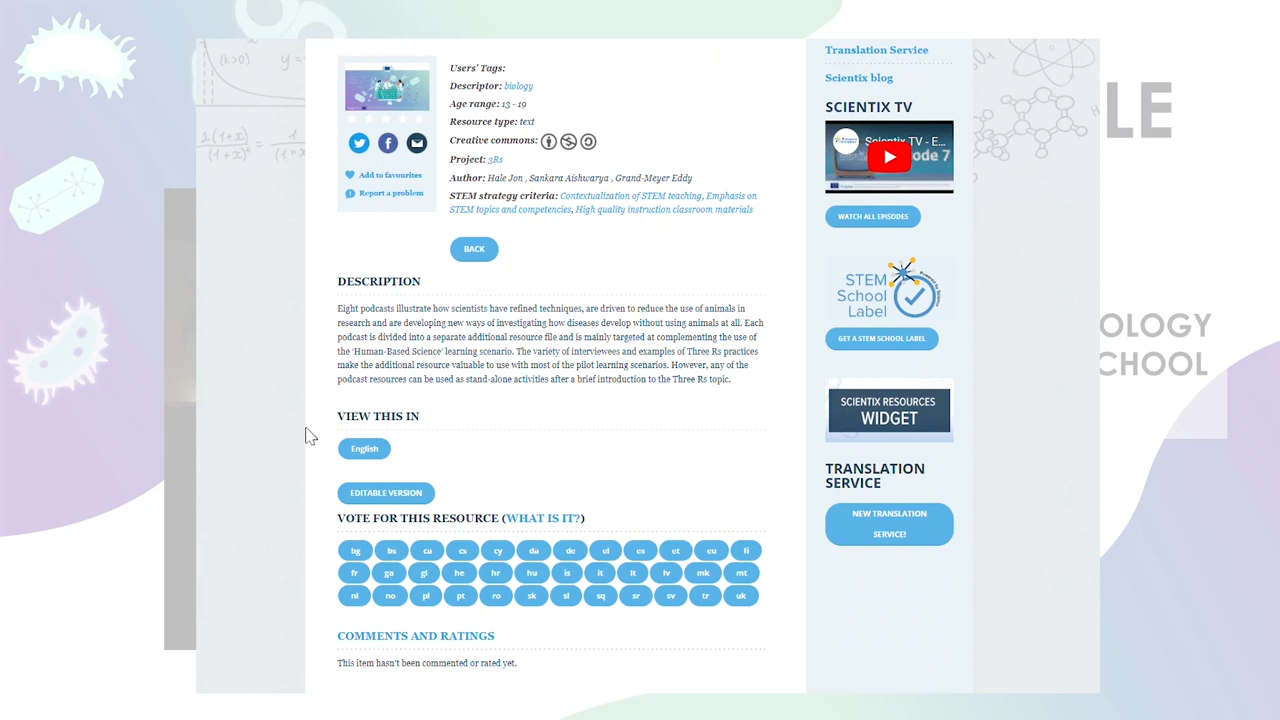 Users' Tags:
Descriptor: biology
Age range: 13 - 19
Resource type: text
Creative commons:
Project: 3Rs
Author: Hale Jon , Sankara Aishwarya , Grand-Meyer Eddy
STEM strategy criteria: Contextualization of STEM teaching, Emphasis on
STEM topics and competencies, High quality instruction classroom materials
Add to favourites
Report a problem
BACK
DESCRIPTION
Eight podcasts illustrate how scientists have refined techniques, are driven to reduce the use of animals in
research and are developing new ways of investigating how diseases develop without using animals at all. Each
podcast is divided into a separate additional resource file and is mainly targeted at complementing the use of
the 'Human-Based Science' learning scenario. The variety of interviewees and examples of Three Rs practices
make the additional resource valuable to use with most of the pilot learning scenarios. However, any of the
podcast resources can be used as stand-alone activities after a brief introduction to the Three Rs topic.
VIEW THIS IN
English
EDITABLE VERSION
VOTE FOR THIS RESOURCE (WHAT IS IT?)
bg bs ca cs cy da de el es et eu fi
fr ga gl he hr hu is it lt lv mk mt
nl no pl pt ro sk sl sq sr sv tr uk
COMMENTS AND RATINGS
This item hasn't been commented or rated yet.
Translation Service
Scientix blog
SCIENTIX TV
Scientix TV - E...
ode 7
WATCH ALL EPISODES
STEM
School
Label
GET A STEM SCHOOL LABEL
SCIENTIX RESOURCES
WIDGET
TRANSLATION
SERVICE
NEW TRANSLATION
SERVICE!
LE
OLOGY
CHOOL
(k>0)
y=